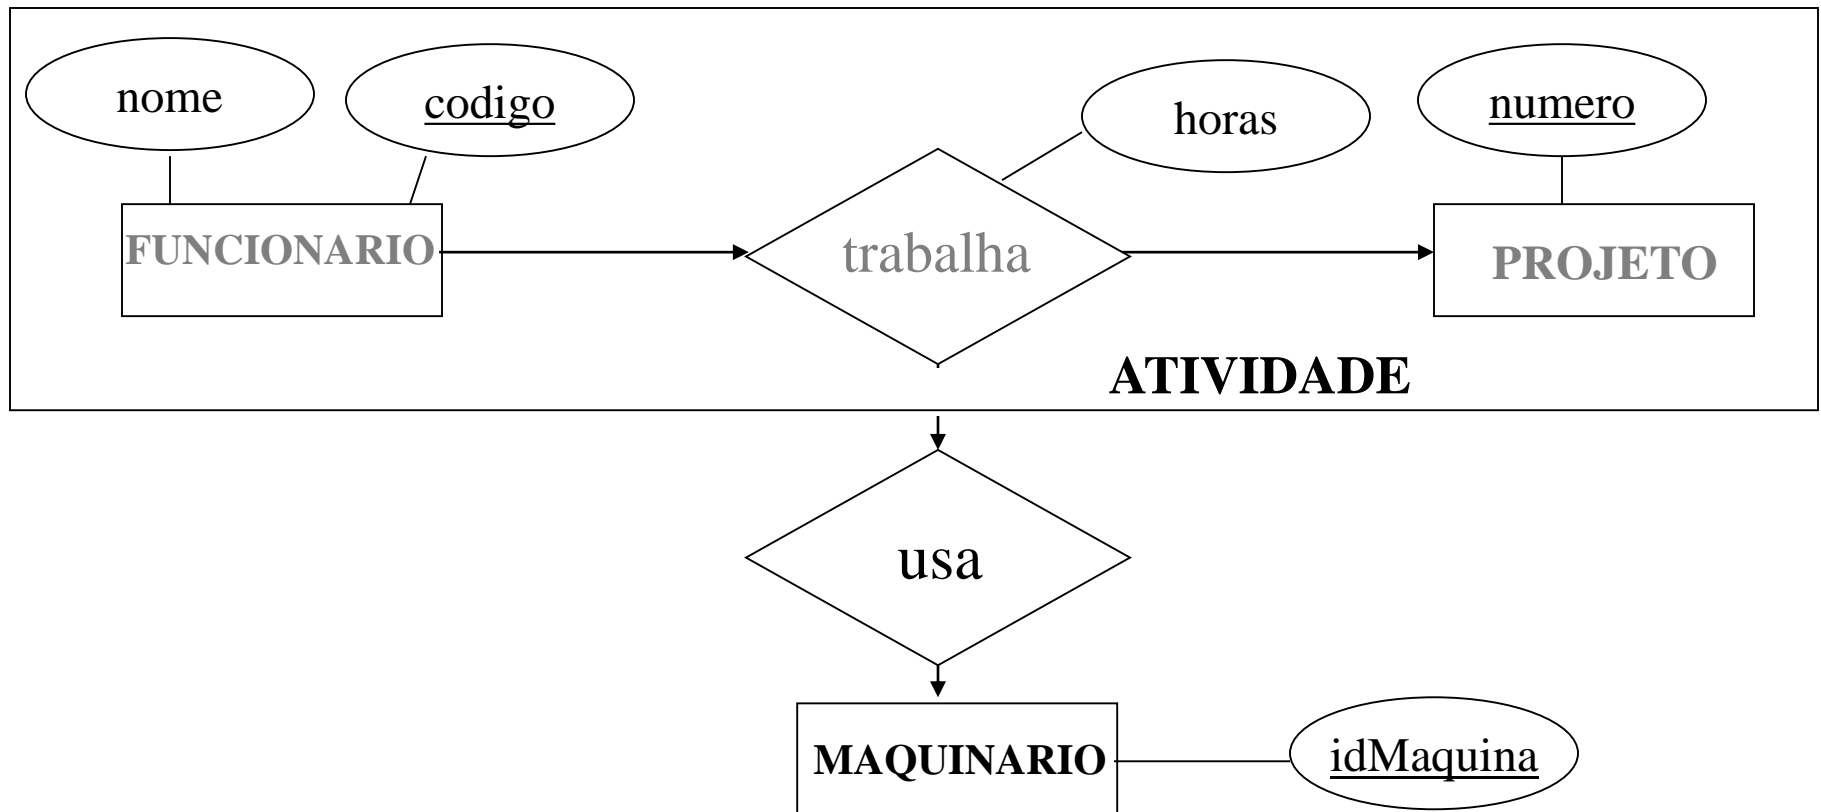 nome
codigo
horas
numero
FUNCIONARIO
trabalha
PROJETO
ATIVIDADE
usa
MAQUINARIO
idMaquina